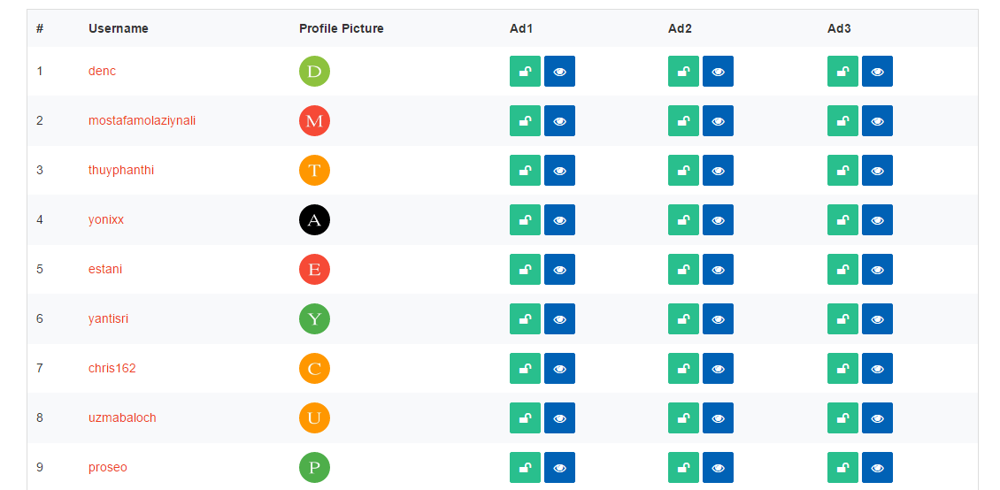 # Username Profile Picture Ad1 Ad2 Ad3
1 denc D
2 mostafamolaziynali M
3 thuyphanthi T
4 yonixx A
5 estani E
6 yantisri Y
7 chris162 C
8 uzmabaloch U
9 proseo P